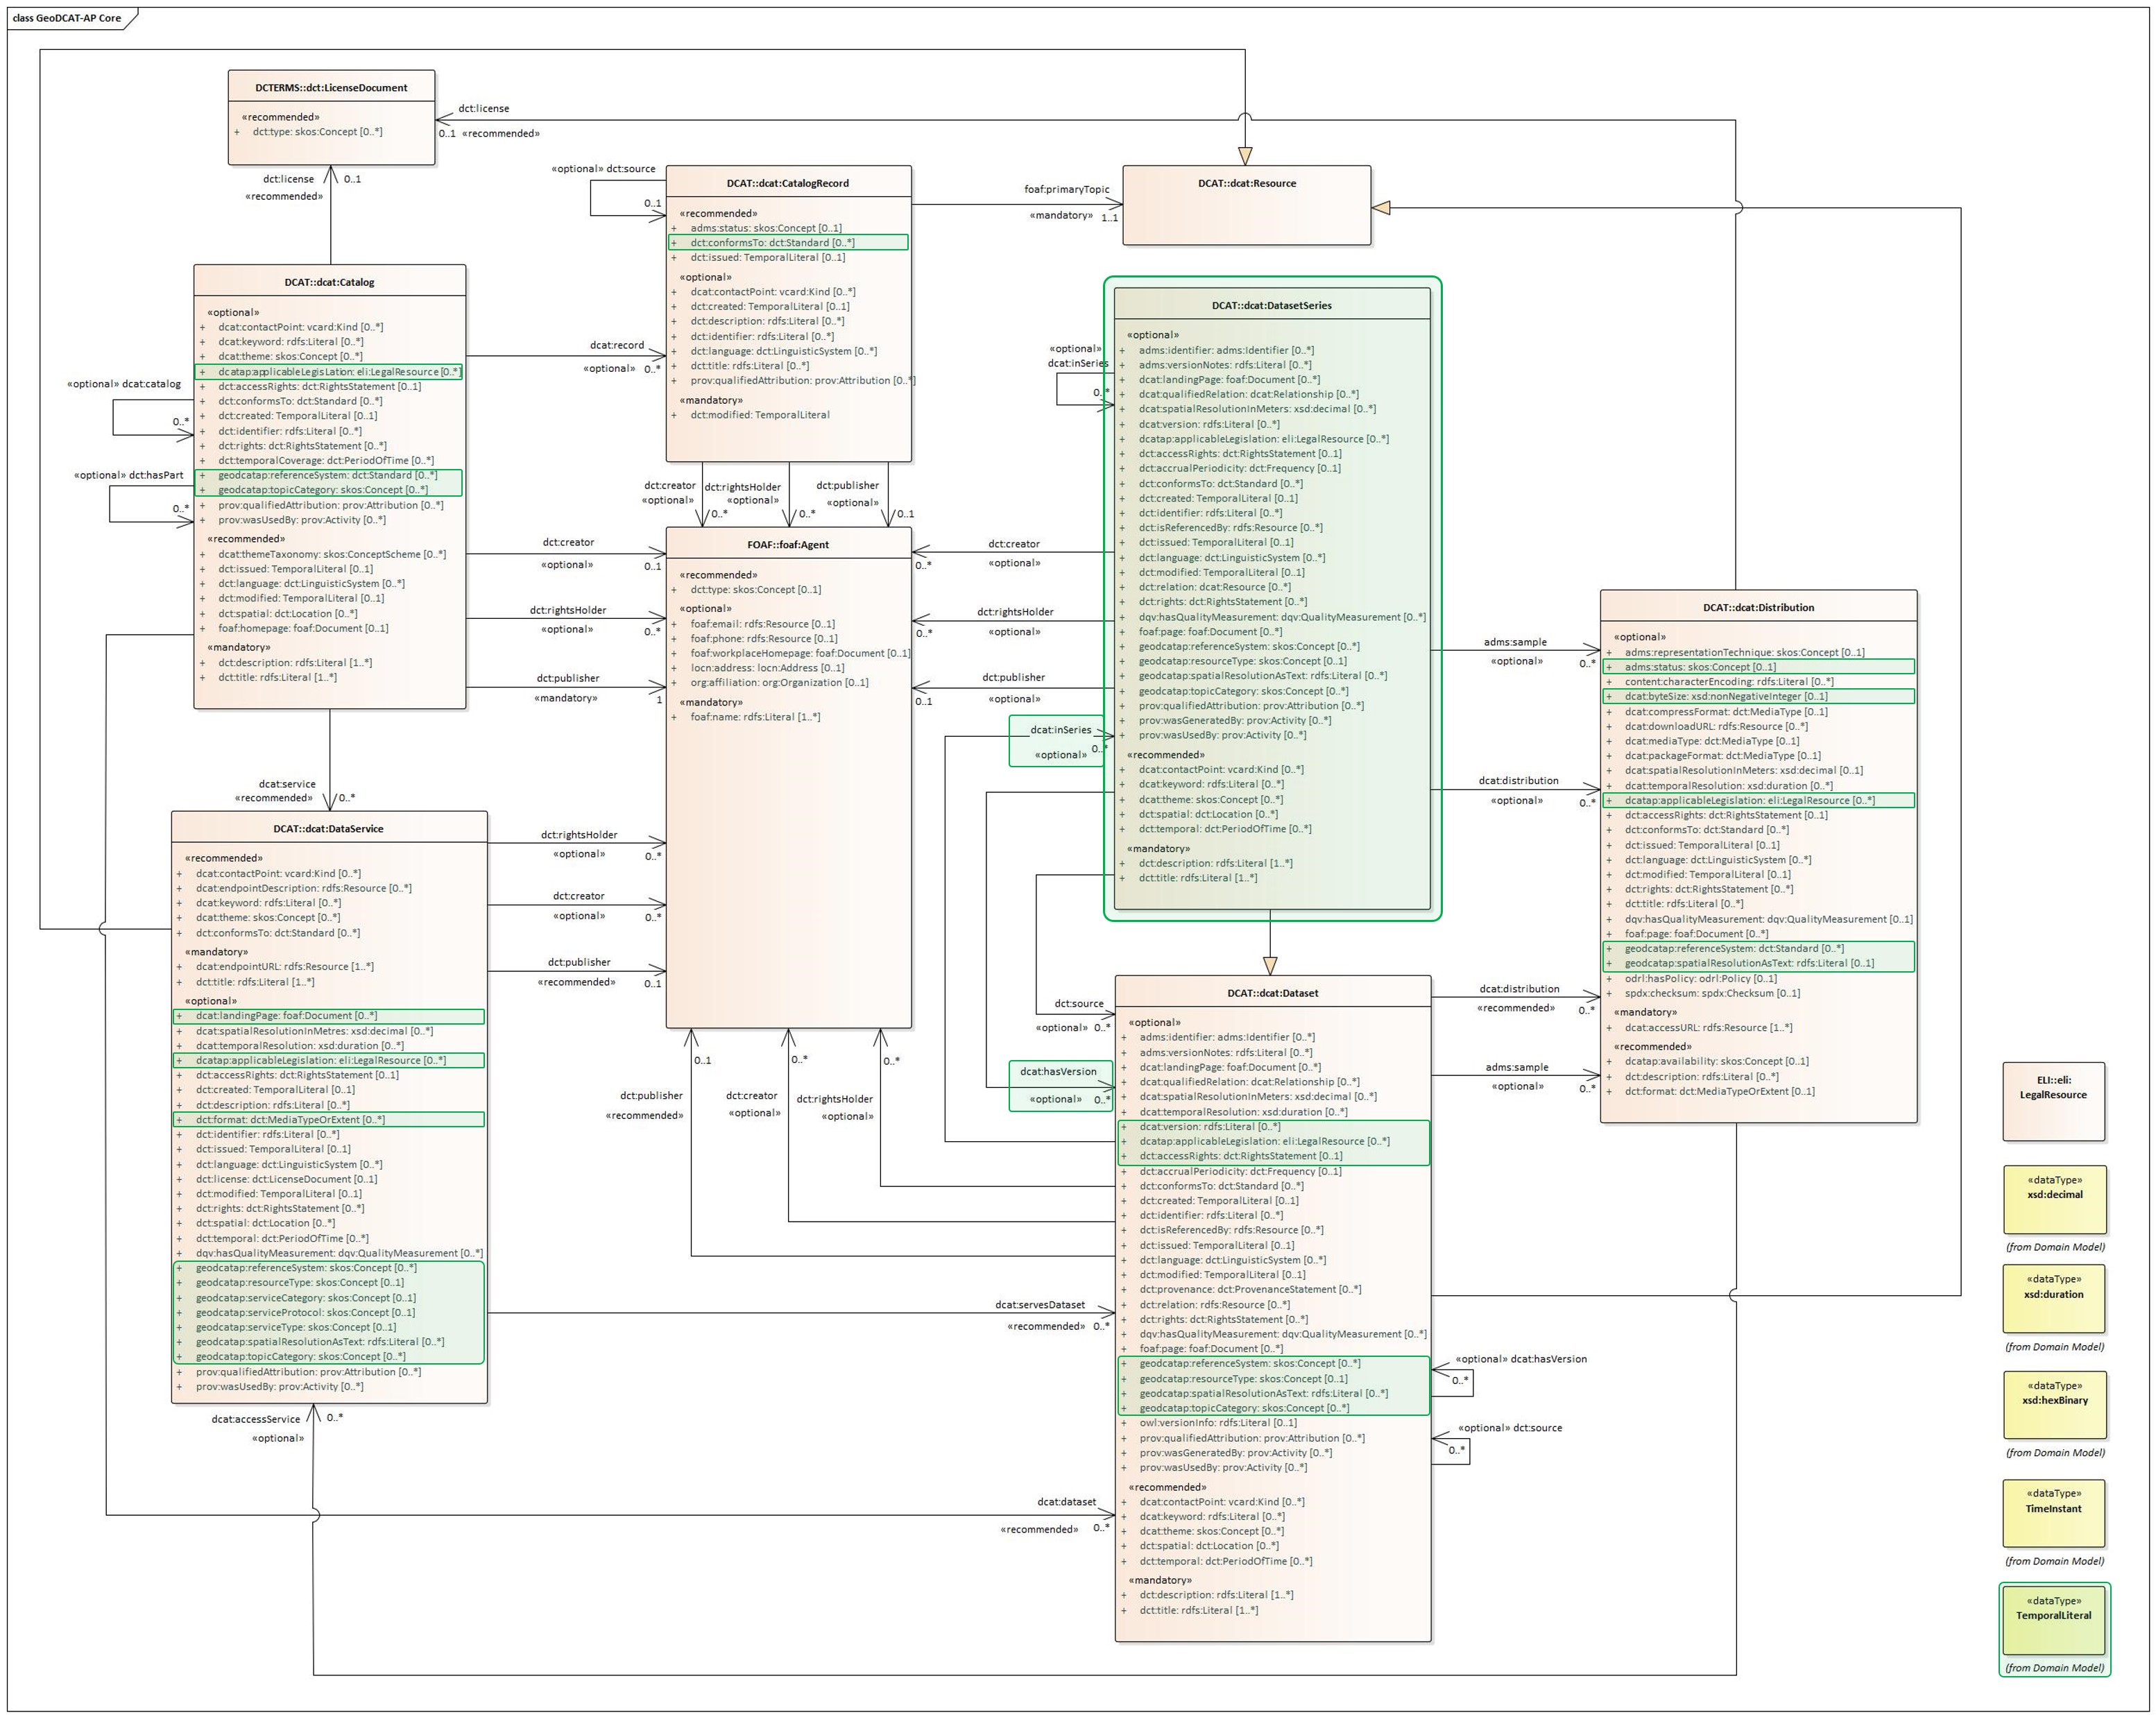 class GeoDCAT-AP Core
DCTERMS::dct:LicenseDocument
«recommended»
+ dct:type: skos:Concept [0..*]
dct:license
0..1 «recommended»
dct:license 0..1
«recommended»
«optional» dct:source
0..1
DCAT::dcat:CatalogRecord
«recommended»
+ adms:status: skos:Concept [0..1]
+ dct:conformsTo: dct:Standard [0..*]
+ dct:issued: TemporalLiteral [0..1]
«optional»
+ dcat:contactPoint: vcard:Kind [0..*]
+ dct:created: TemporalLiteral [0..1]
+ dct:description: rdfs:Literal [0..*]
+ dct:identifier: rdfs:Literal [0..*]
+ dct:language: dct:LinguisticSystem [0..*]
+ dct:title: rdfs:Literal [0..*]
+ prov:qualifiedAttribution: prov:Attribution [0..*]
«mandatory»
+ dct:modified: TemporalLiteral
foaf:primaryTopic
«mandatory» 1..1
DCAT::dcat:Resource
DCAT::dcat:Catalog
«optional»
+ dcat:contactPoint: vcard:Kind [0..*]
+ dcat:keyword: rdfs:Literal [0..*]
+ dcat:theme: skos:Concept [0..*]
+ dcatap:applicableLegisLation: eli:LegalResource [0..*]
+ dct:accessRights: dct:RightsStatement [0..1]
+ dct:conformsTo: dct:Standard [0..*]
+ dct:created: TemporalLiteral [0..1]
+ dct:identifier: rdfs:Literal [0..*]
+ dct:rights: dct:RightsStatement [0..*]
+ dct:temporalCoverage: dct:PeriodOfTime [0..*]
+ geodcatap:referenceSystem: dct:Standard [0..*]
+ geodcatap:topicCategory: skos:Concept [0..*]
+ prov:qualifiedAttribution: prov:Attribution [0..*]
+ prov:wasUsedBy: prov:Activity [0..*]
«recommended»
+ dcat:themeTaxonomy: skos:ConceptScheme [0..*]
+ dct:issued: TemporalLiteral [0..1]
+ dct:language: dct:LinguisticSystem [0..*]
+ dct:modified: TemporalLiteral [0..1]
+ dct:spatial: dct:Location [0..*]
+ foaf:homepage: foaf:Document [0..1]
«mandatory»
+ dct:description: rdfs:Literal [1..*]
+ dct:title: rdfs:Literal [1..*]
«optional» dcat:catalog
0..*
«optional» dct:hasPart
0..*
dcat:record
«optional» 0..*
dct:creator
«optional»
0..*
dct:rightsHolder
«optional»
0..*
dct:publisher
«optional»
0..1
dct:creator
«optional» 0..1
dct:rightsHolder
«optional» 0..*
dct:publisher
«mandatory» 1
FOAF::foaf:Agent
«recommended»
+ dct:type: skos:Concept [0..1]
«optional»
+ foaf:email: rdfs:Resource [0..1]
+ foaf:phone: rdfs:Resource [0..1]
+ foaf:workplaceHomepage: foaf:Document [0..1]
+ locn:address: locn:Address [0..1]
+ org:affiliation: org:Organization [0..1]
«mandatory»
+ foaf:name: rdfs:Literal [1..*]
dct:creator
0..* «optional»
dct:rightsHolder
0..* «optional»
dct:publisher
0..1 «optional»
DCAT::dcat:DatasetSeries
«optional»
+ adms:identifier: adms:Identifier [0..*]
+ adms:versionNotes: rdfs:Literal [0..*]
+ dcat:landingPage: foaf:Document [0..*]
+ dcat:qualifiedRelation: dcat:Relationship [0..*]
+ dcat:spatialResolutionInMeters: xsd:decimal [0..*]
+ dcat:version: rdfs:Literal [0..*]
+ dcatap:applicableLegislation: eli:LegalResource [0..*]
+ dct:accessRights: dct:RightsStatement [0..1]
+ dct:accrualPeriodicity: dct:Frequency [0..1]
+ dct:conformsTo: dct:Standard [0..*]
+ dct:created: TemporalLiteral [0..1]
+ dct:identifier: rdfs:Literal [0..*]
+ dct:isReferencedBy: rdfs:Resource [0..*]
+ dct:issued: TemporalLiteral [0..1]
+ dct:language: dct:LinguisticSystem [0..*]
+ dct:modified: TemporalLiteral [0..1]
+ dct:relation: dcat:Resource [0..*]
+ dct:rights: dct:RightsStatement [0..*]
+ dqv:hasQualityMeasurement: dqv:QualityMeasurement [0..*]
+ foaf:page: foaf:Document [0..*]
+ geodcatap:referenceSystem: skos:Concept [0..*]
+ geodcatap:resourceType: skos:Concept [0..1]
+ geodcatap:spatialResolutionAsText: rdfs:Literal [0..*]
+ geodcatap:topicCategory: skos:Concept [0..*]
+ prov:qualifiedAttribution: prov:Attribution [0..*]
+ prov:wasGeneratedBy: prov:Activity [0..*]
+ prov:wasUsedBy: prov:Activity [0..*]
«recommended»
+ dcat:contactPoint: vcard:Kind [0..*]
+ dcat:keyword: rdfs:Literal [0..*]
+ dcat:theme: skos:Concept [0..*]
+ dct:spatial: dct:Location [0..*]
+ dct:temporal: dct:PeriodOfTime [0..*]
«mandatory»
+ dct:description: rdfs:Literal [1..*]
+ dct:title: rdfs:Literal [1..*]
«optional»
dcat:inSeries
0..*
dcat:inSeries
«optional» 0..*
adms:sample
«optional» 0..*
dcat:distribution
«optional» 0..*
DCAT::dcat:Distribution
«optional»
+ adms:representationTechnique: skos:Concept [0..1]
+ adms:status: skos:Concept [0..1]
+ content:characterEncoding: rdfs:Literal [0..*]
+ dcat:byteSize: xsd:nonNegativeInteger [0..1]
+ dcat:compressFormat: dct:MediaType [0..1]
+ dcat:downloadURL: rdfs:Resource [0..*]
+ dcat:mediaType: dct:MediaType [0..1]
+ dcat:packageFormat: dct:MediaType [0..1]
+ dcat:spatialResolutionInMeters: xsd:decimal [0..1]
+ dcat:temporalResolution: xsd:duration [0..*]
+ dcatap:applicableLegislation: eli:LegalResource [0..*]
+ dct:accessRights: dct:RightsStatement [0..1]
+ dct:conformsTo: dct:Standard [0..*]
+ dct:issued: TemporalLiteral [0..1]
+ dct:language: dct:LinguisticSystem [0..*]
+ dct:modified: TemporalLiteral [0..1]
+ dct:rights: dct:RightsStatement [0..*]
+ dct:title: rdfs:Literal [0..*]
+ dqv:hasQualityMeasurement: dqv:QualityMeasurement [0..1]
+ foaf:page: foaf:Document [0..*]
+ geodcatap:referenceSystem: dct:Standard [0..*]
+ geodcatap:spatialResolutionAsText: rdfs:Literal [0..1]
+ odrl:hasPolicy: odrl:Policy [0..1]
+ spdx:checksum: spdx:Checksum [0..1]
«mandatory»
+ dcat:accessURL: rdfs:Resource [1..*]
«recommended»
+ dcatap:availability: skos:Concept [0..1]
+ dct:description: rdfs:Literal [0..*]
+ dct:format: dct:MediaTypeOrExtent [0..1]
dcat:service
«recommended» 0..*
DCAT::dcat:DataService
«recommended»
+ dcat:contactPoint: vcard:Kind [0..*]
+ dcat:endpointDescription: rdfs:Resource [0..*]
+ dcat:keyword: rdfs:Literal [0..*]
+ dcat:theme: skos:Concept [0..*]
+ dct:conformsTo: dct:Standard [0..*]
«mandatory»
+ dcat:endpointURL: rdfs:Resource [1..*]
+ dct:title: rdfs:Literal [1..*]
«optional»
+ dcat:landingPage: foaf:Document [0..*]
+ dcat:spatialResolutionInMetres: xsd:decimal [0..*]
+ dcat:temporalResolution: xsd:duration [0..*]
+ dcatap:applicableLegislation: eli:LegalResource [0..*]
+ dct:accessRights: dct:RightsStatement [0..1]
+ dct:created: TemporalLiteral [0..1]
+ dct:description: rdfs:Literal [0..*]
+ dct:format: dct:MediaTypeOrExtent [0..*]
+ dct:identifier: rdfs:Literal [0..*]
+ dct:issued: TemporalLiteral [0..1]
+ dct:language: dct:LinguisticSystem [0..*]
+ dct:license: dct:LicenseDocument [0..1]
+ dct:modified: TemporalLiteral [0..1]
+ dct:rights: dct:RightsStatement [0..*]
+ dct:spatial: dct:Location [0..*]
+ dct:temporal: dct:PeriodOfTime [0..*]
+ dqv:hasQualityMeasurement: dqv:QualityMeasurement [0..*]
+ geodcatap:referenceSystem: skos:Concept [0..*]
+ geodcatap:resourceType: skos:Concept [0..1]
+ geodcatap:serviceCategory: skos:Concept [0..1]
+ geodcatap:serviceProtocol: skos:Concept [0..1]
+ geodcatap:serviceType: skos:Concept [0..1]
+ geodcatap:spatialResolutionAsText: rdfs:Literal [0..*]
+ geodcatap:topicCategory: skos:Concept [0..*]
+ prov:qualifiedAttribution: prov:Attribution [0..*]
+ prov:wasUsedBy: prov:Activity [0..*]
dct:rightsHolder
«optional» 0..*
dct:creator
«optional» 0..*
dct:publisher
«recommended» 0..1
dct:source
«optional» 0..*
dcat:hasVersion
«optional» 0..*
0..1
dct:publisher
«recommended»
0..*
dct:creator
«optional»
0..*
dct:rightsHolder
«optional»
DCAT::dcat:Dataset
«optional»
+ adms:identifier: adms:Identifier [0..*]
+ adms:versionNotes: rdfs:Literal [0..*]
+ dcat:landingPage: foaf:Document [0..*]
+ dcat:qualifiedRelation: dcat:Relationship [0..*]
+ dcat:spatialResolutionInMeters: xsd:decimal [0..*]
+ dcat:temporalResolution: xsd:duration [0..*]
+ dcat:version: rdfs:Literal [0..*]
+ dcatap:applicableLegislation: eli:LegalResource [0..*]
+ dct:accessRights: dct:RightsStatement [0..1]
+ dct:accrualPeriodicity: dct:Frequency [0..1]
+ dct:conformsTo: dct:Standard [0..*]
+ dct:created: TemporalLiteral [0..1]
+ dct:identifier: rdfs:Literal [0..*]
+ dct:isReferencedBy: rdfs:Resource [0..*]
+ dct:issued: TemporalLiteral [0..1]
+ dct:language: dct:LinguisticSystem [0..*]
+ dct:modified: TemporalLiteral [0..1]
+ dct:provenance: dct:ProvenanceStatement [0..*]
+ dct:relation: rdfs:Resource [0..*]
+ dct:rights: dct:RightsStatement [0..*]
+ dqv:hasQualityMeasurement: dqv:QualityMeasurement [0..*]
+ foaf:page: foaf:Document [0..*]
+ geodcatap:referenceSystem: skos:Concept [0..*]
+ geodcatap:resourceType: skos:Concept [0..1]
+ geodcatap:spatialResolutionAsText: rdfs:Literal [0..*]
+ geodcatap:topicCategory: skos:Concept [0..*]
+ owl:versionInfo: rdfs:Literal [0..1]
+ prov:qualifiedAttribution: prov:Attribution [0..*]
+ prov:wasGeneratedBy: prov:Activity [0..*]
+ prov:wasUsedBy: prov:Activity [0..*]
«recommended»
+ dcat:contactPoint: vcard:Kind [0..*]
+ dcat:keyword: rdfs:Literal [0..*]
+ dcat:theme: skos:Concept [0..*]
+ dct:spatial: dct:Location [0..*]
+ dct:temporal: dct:PeriodOfTime [0..*]
«mandatory»
+ dct:description: rdfs:Literal [1..*]
+ dct:title: rdfs:Literal [1..*]
dcat:distribution
«recommended» 0..*
adms:sample
«optional» 0..*
dcat:servesDataset
«recommended» 0..*
«optional» dcat:hasVersion
0..*
«optional» dct:source
0..*
dcat:accessService 0..*
«optional»
dcat:dataset
«recommended» 0..*
ELI::eli:
LegalResource
«dataType»
xsd:decimal
(from Domain Model)
«dataType»
xsd:duration
(from Domain Model)
«dataType»
xsd:hexBinary
(from Domain Model)
«dataType»
TimeInstant
(from Domain Model)
«dataType»
TemporalLiteral
(from Domain Model)